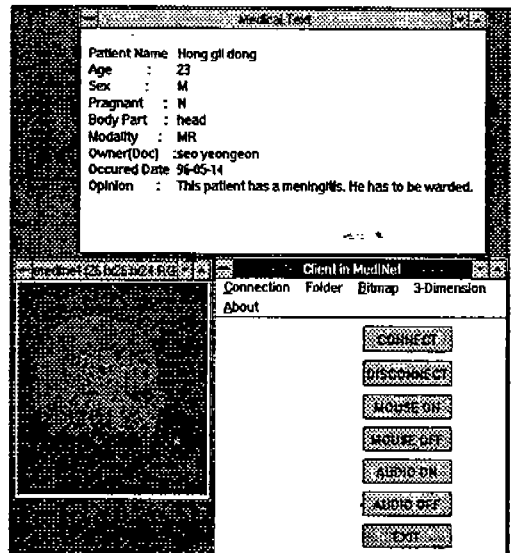 Medical Text
Patient Name Hong gil dong
Age : 23
Sex : M
Pragnant : N
Body Part : head
Modality : MR
Owner(Doc) :seo yeongeon
Occured Date 96-05-14
Opinion : This patient has a meningitis. He has to be warded.
Client in MediNet
Connection Folder Bitmap 3-Dimension
About
CONNECT
DISCONNECT
MOUSE ON
MOUSE OFF
AUDIO ON
AUDIO OFF
EXIT